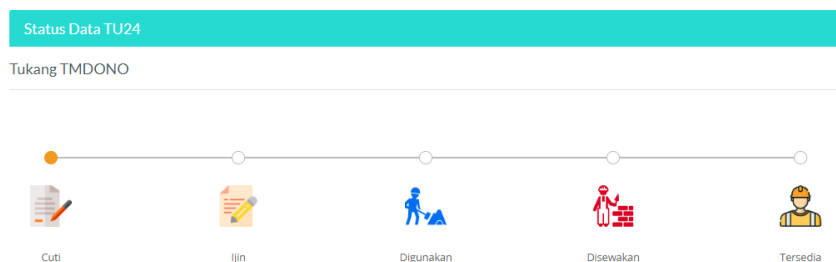 Status Data TU24
Tukang TMDONO
Cuti
Ijin
Digunakan
Disewakan
Tersedia